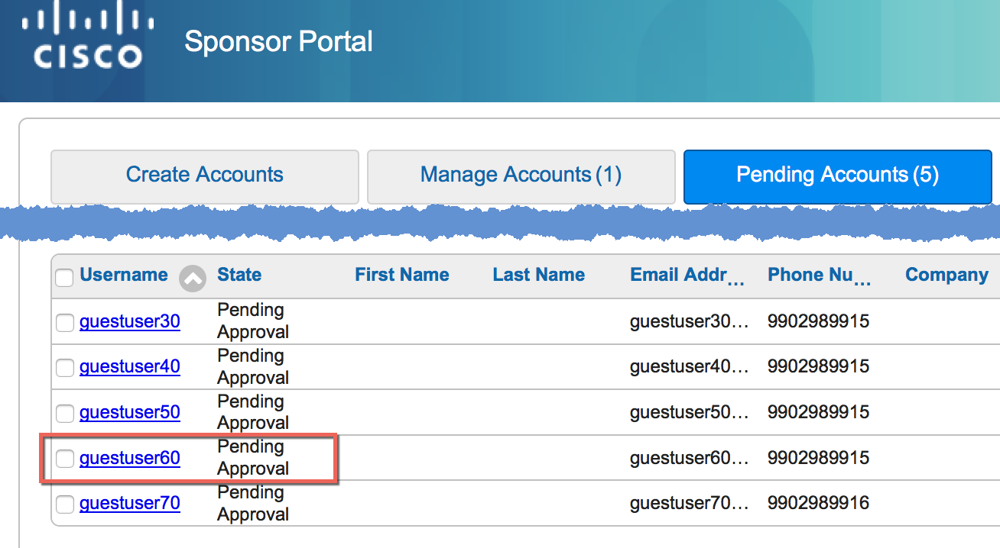 CISCO
Sponsor Portal
Create Accounts
Manage Accounts (1)
Pending Accounts (5)
Username State First Name Last Name Email Addr... Phone Nu... Company
guestuser30 Pending Approval guestuser30... 9902989915
guestuser40 Pending Approval guestuser40... 9902989915
guestuser50 Pending Approval guestuser50... 9902989915
guestuser60 Pending Approval guestuser60... 9902989915
guestuser70 Pending Approval guestuser70... 9902989916